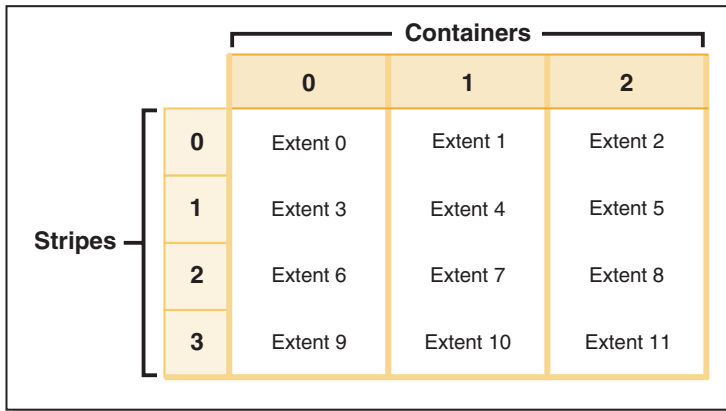 Containers
0 1 2
0 Extent 0 Extent 1 Extent 2
1 Extent 3 Extent 4 Extent 5
Stripes
2 Extent 6 Extent 7 Extent 8
3 Extent 9 Extent 10 Extent 11